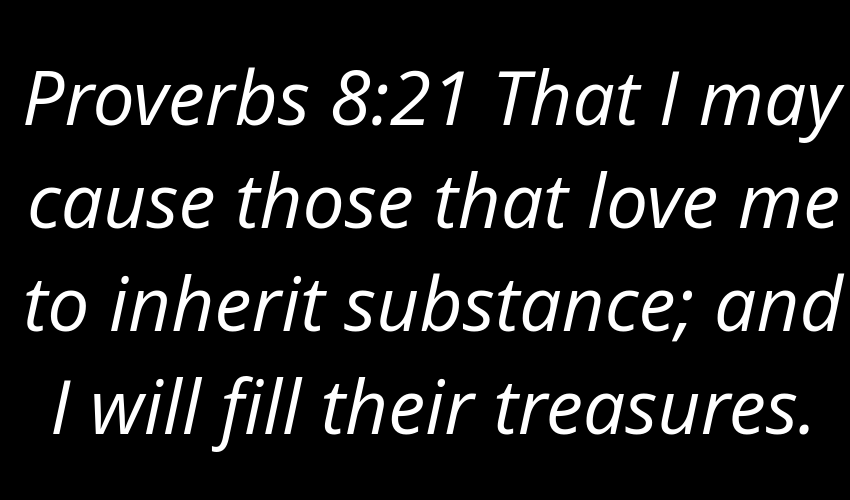 Proverbs 8:21 That I may
cause those that love me
to inherit substance; and
I will fill their treasures.